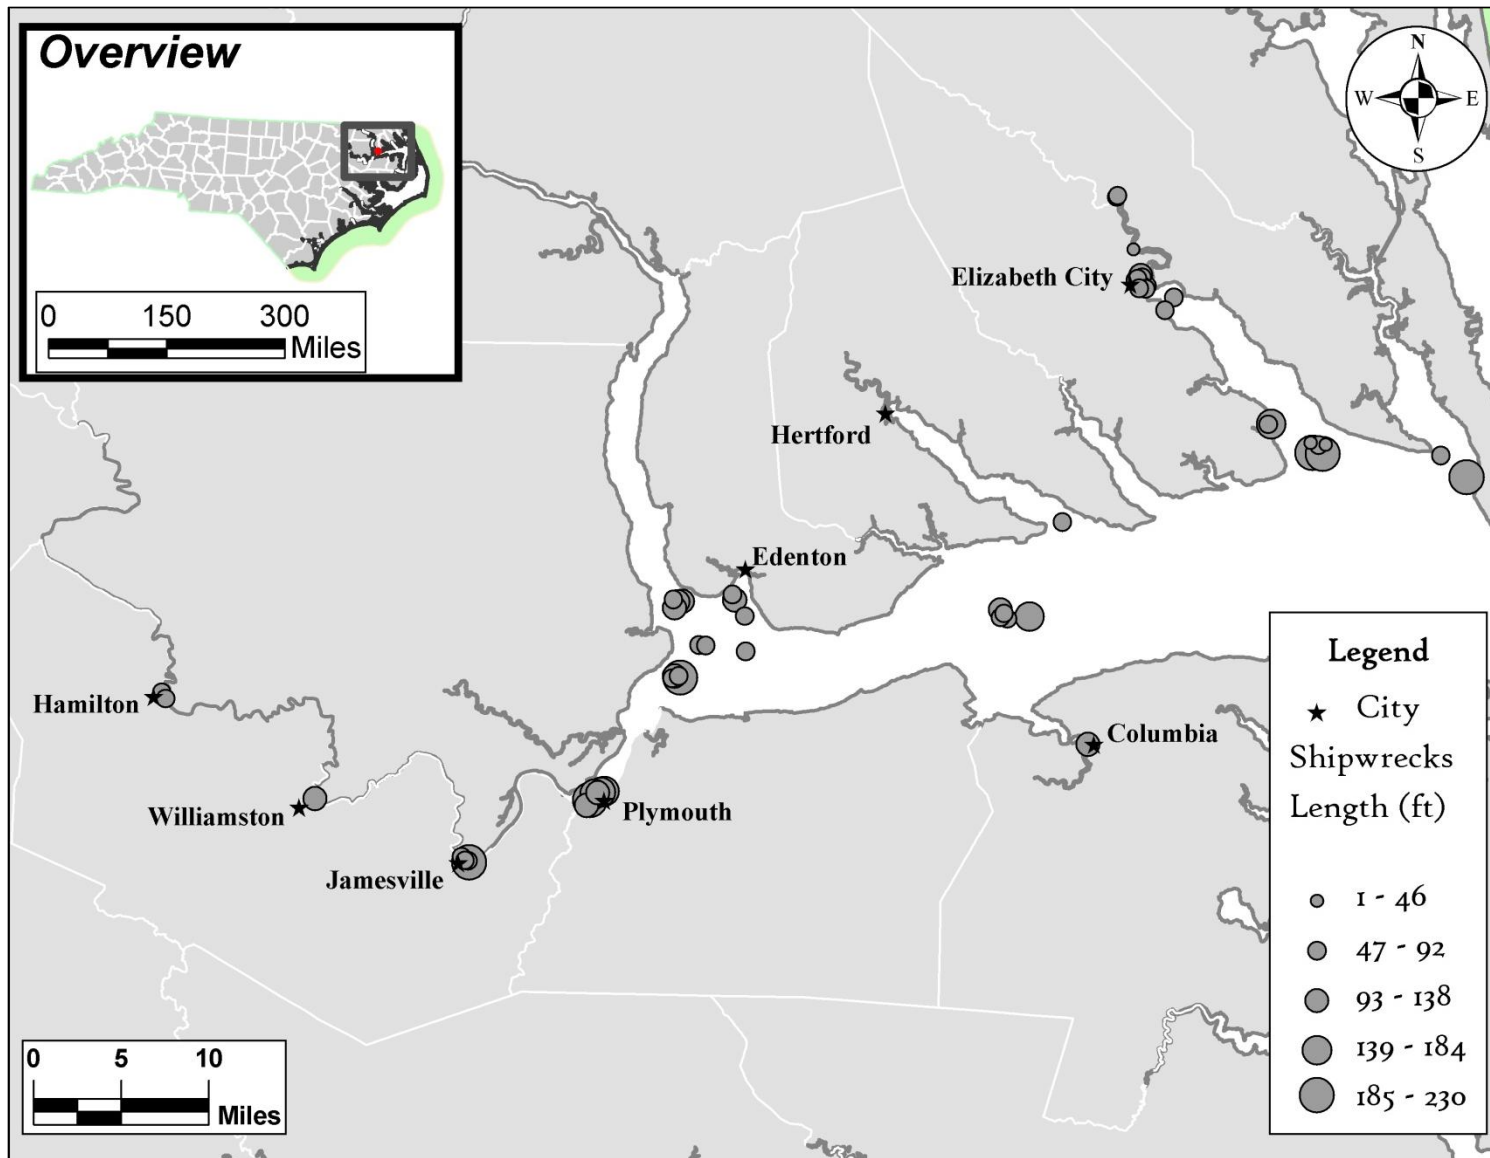 Overview
0 150 300
Miles
N
W E
S
Elizabeth City
Hertford
Edenton
Hamilton
Columbia
Williamston
Plymouth
Jamesville
Legend
City
Shipwrecks
Length (ft)
1 - 46
47 - 92
93 - 138
139 - 184
185 - 230
0 5 10
Miles